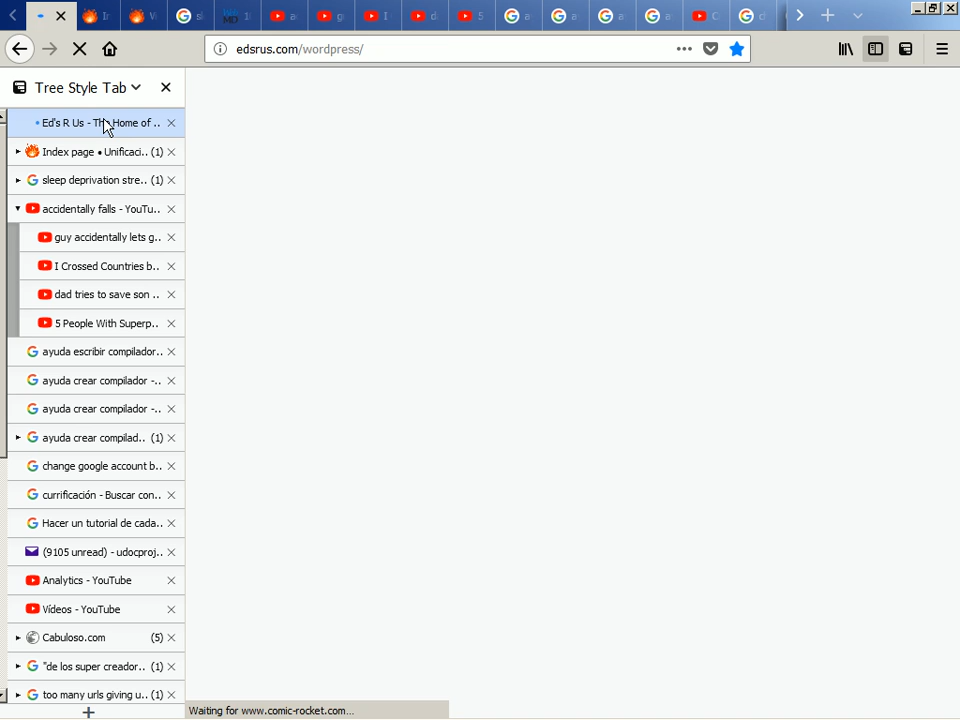 edsrus.com/wordpress/
Tree Style Tab
Ed's R Us - The Home of ..
Index page • Unificaci.. (1)
sleep deprivation stre.. (1)
accidentally falls - YouTu..
guy accidentally lets g..
I Crossed Countries b..
dad tries to save son ..
5 People With Superp..
ayuda escribir compilador..
ayuda crear compilador -..
ayuda crear compilador -..
ayuda crear compilad.. (1)
change google account b..
currificación - Buscar con..
Hacer un tutorial de cada..
(9105 unread) - udocproj..
Analytics - YouTube
Vídeos - YouTube
Cabuloso.com (5)
"de los super creador.. (1)
too many urls giving u.. (1)
Waiting for www.comic-rocket.com...